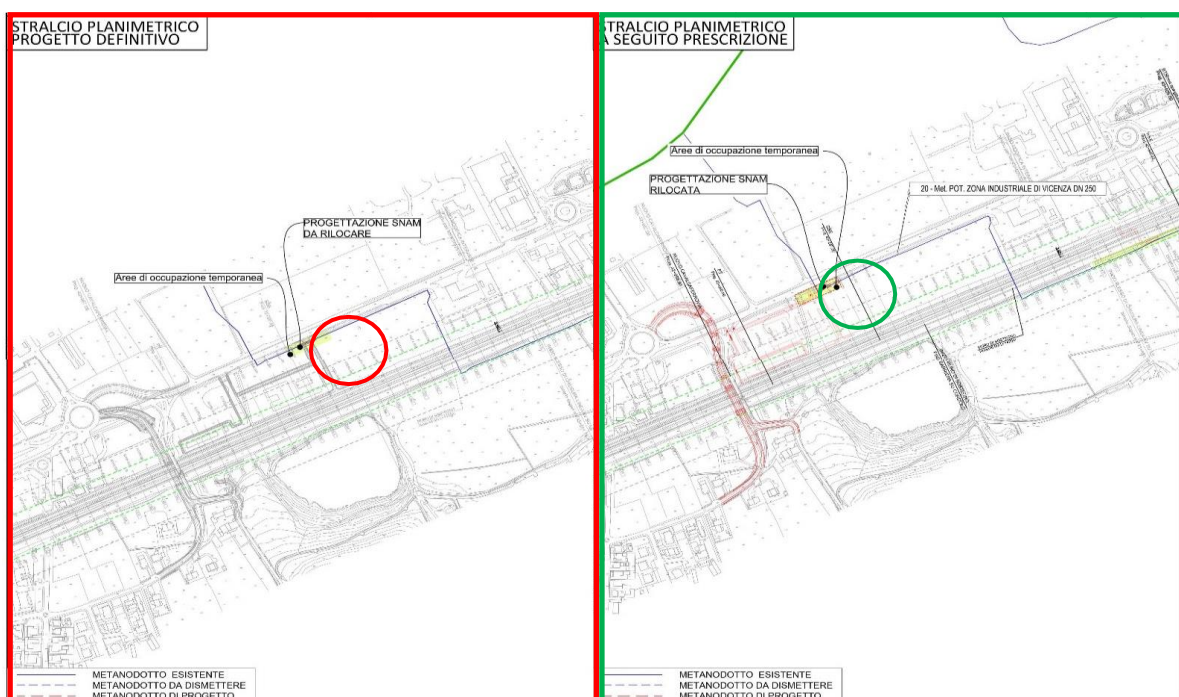 STRALCIO PLANIMETRICO
PROGETTO DEFINITIVO
PROGETTAZIONE SNAM
DA RILOCARE
Aree di occupazione temporanea
METANODOTTO ESISTENTE
METANODOTTO DA DISMETTERE
METANODOTTO DI PROGETTO
STRALCIO PLANIMETRICO
A SEGUITO PRESCRIZIONE
Aree di occupazione temporanea
PROGETTAZIONE SNAM
RILOCATA
20 - Met. POT. ZONA INDUSTRIALE DI VICENZA DN 250
METANODOTTO ESISTENTE
METANODOTTO DA DISMETTERE
METANODOTTO DI PROGETTO